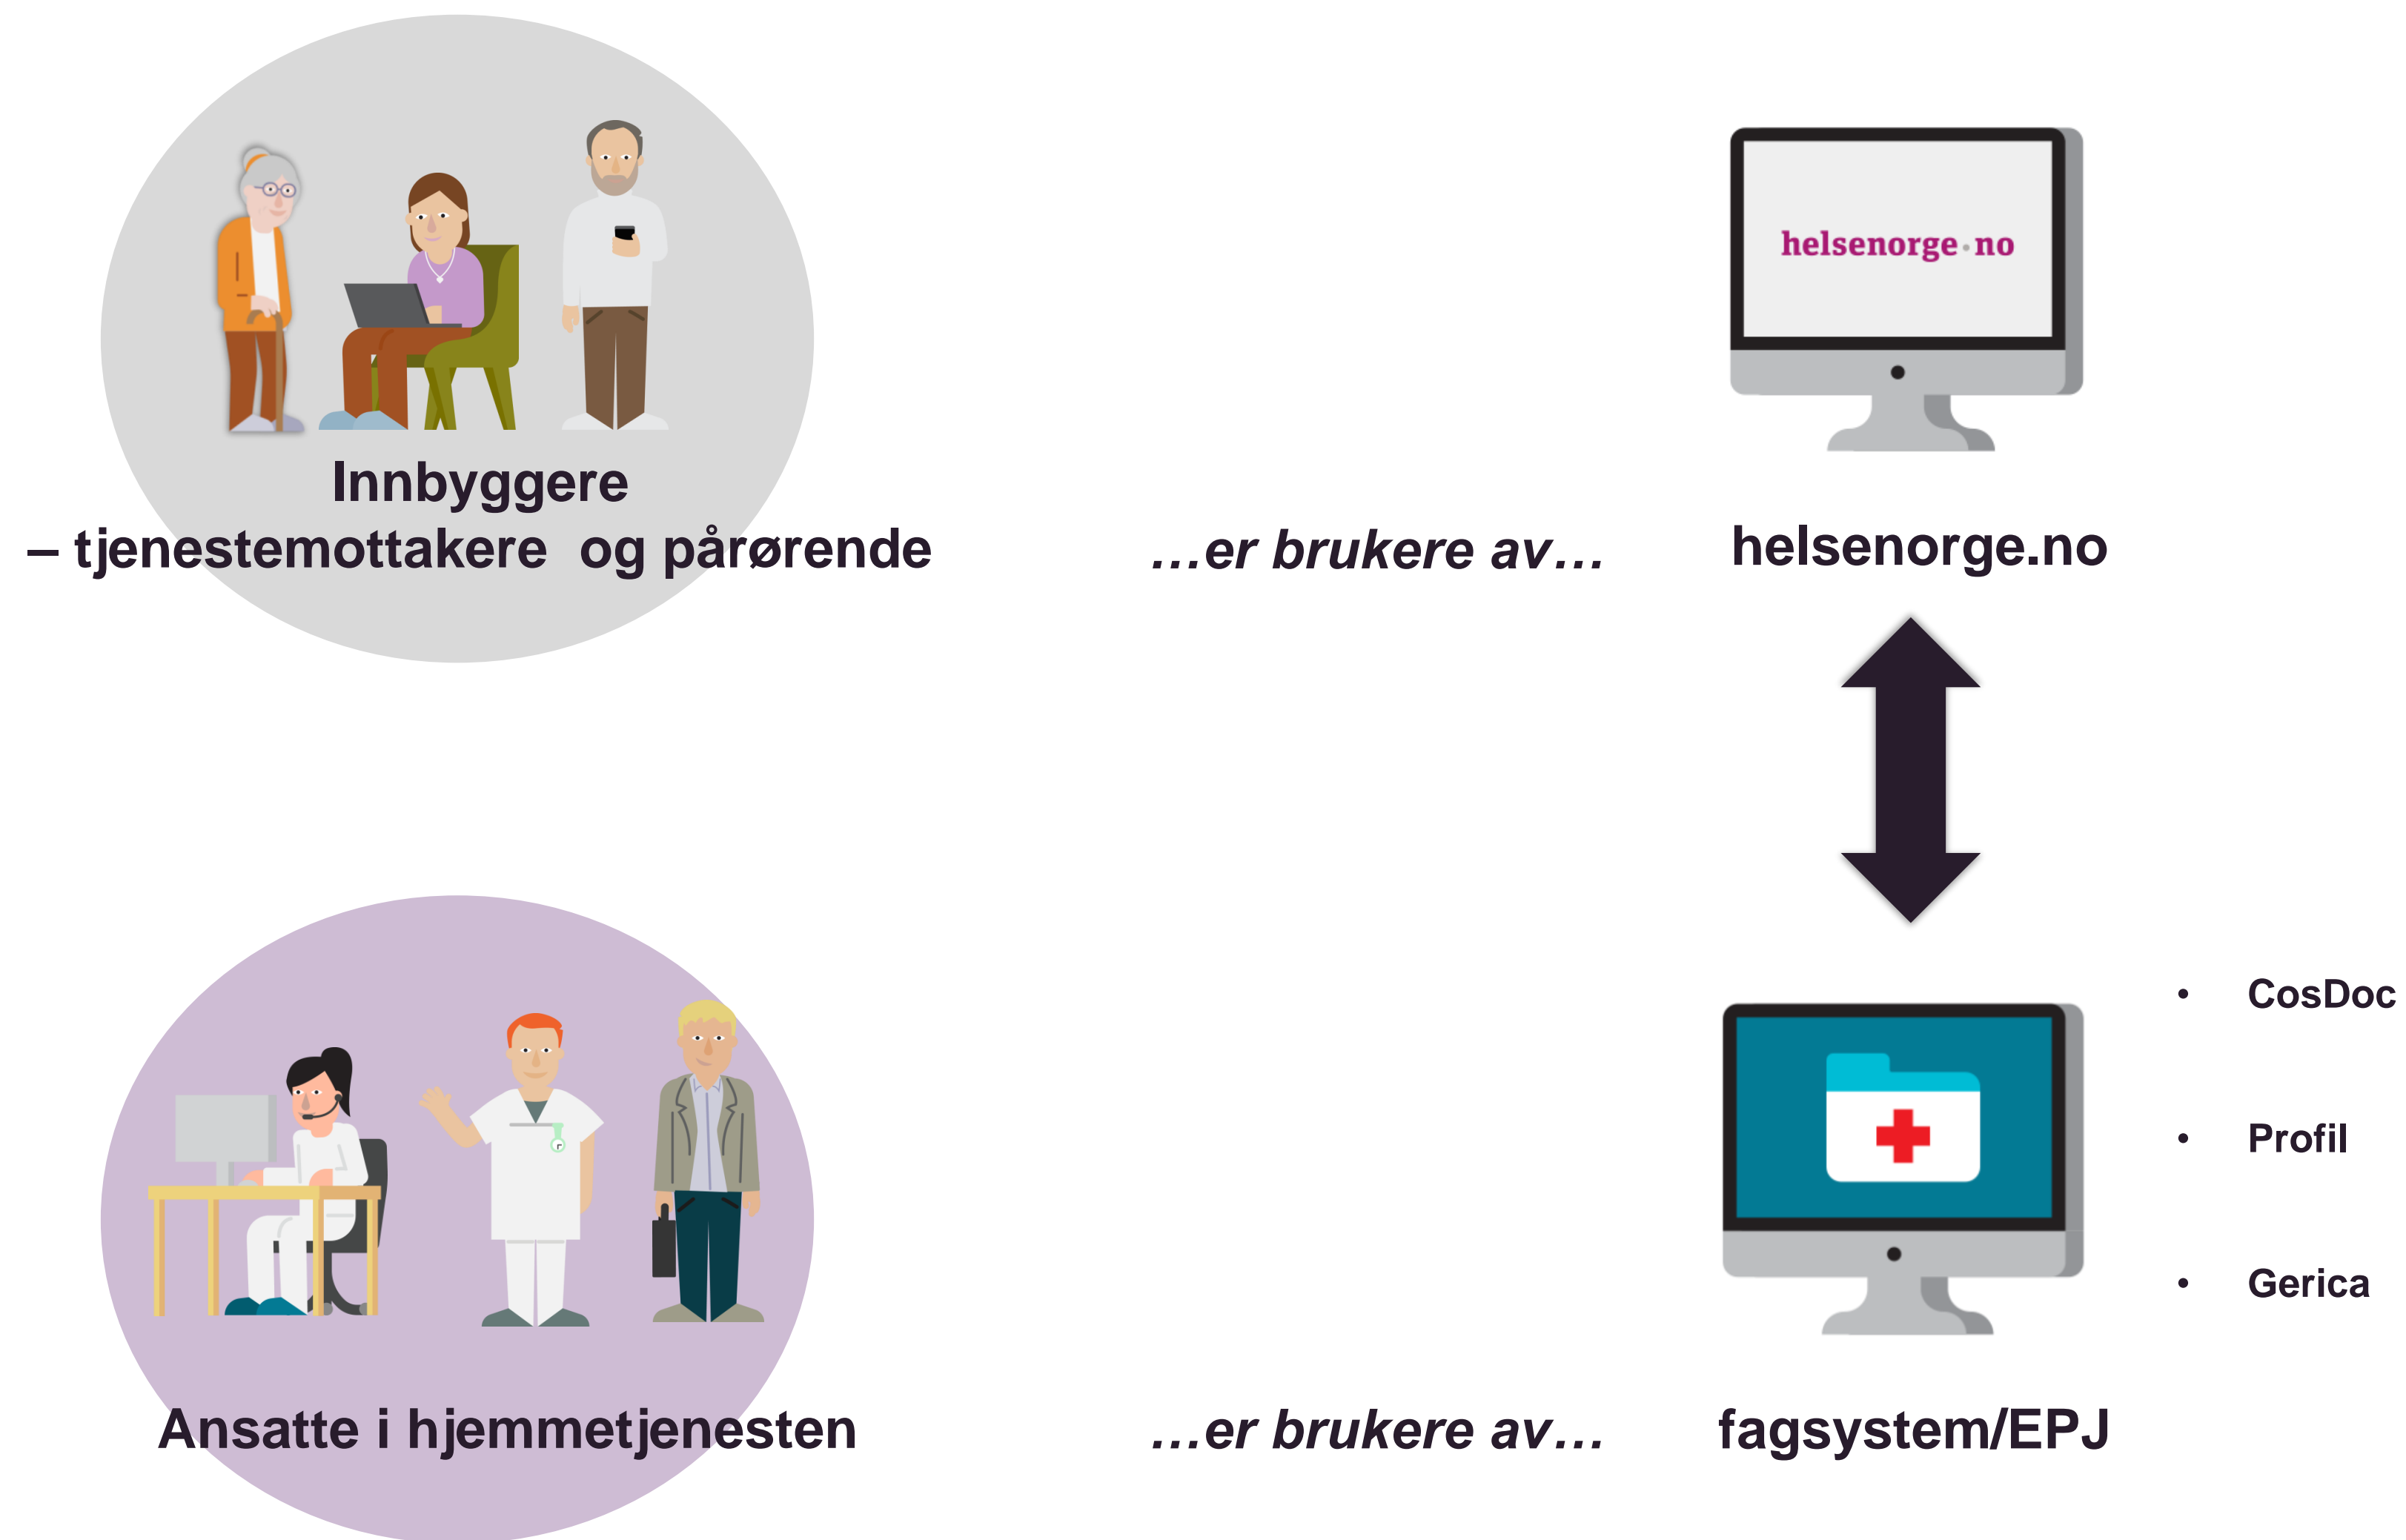 helsenorge.no
Innbyggere
– tjenestemottakere og pårørende
…er brukere av…
helsenorge.no
• CosDoc
• Profil
• Gerica
Ansatte i hjemmetjenesten
…er brukere av…
fagsystem/EPJ